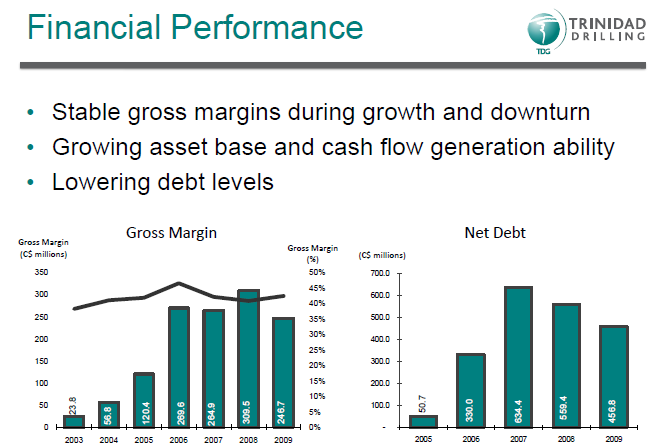 Financial Performance
TRINIDAD
DRILLING
TDG
• Stable gross margins during growth and downturn
• Growing asset base and cash flow generation ability
• Lowering debt levels
Gross Margin
Gross Margin
(C$ millions)
Gross Margin
(%)
350
300
250
200
150
100
50
0
50%
45%
40%
35%
30%
25%
20%
15%
10%
5%
0%
23.8
56.8
120.4
269.6
264.9
309.5
246.7
2003 2004 2005 2006 2007 2008 2009
Net Debt
(C$ millions)
700.0
600.0
500.0
400.0
300.0
200.0
100.0
-
50.7
330.0
634.4
559.4
456.8
2005 2006 2007 2008 2009